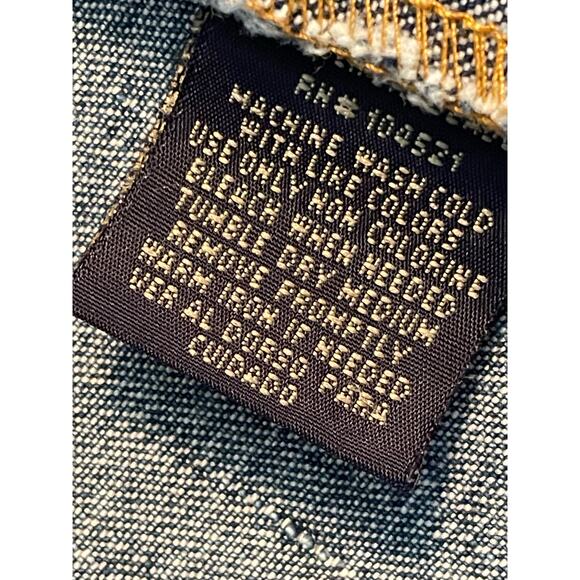 RN# 104631
MACHINE WASH COLD
WITH LIKE COLORS
USE ONLY NON CHLORINE
BLEACH WHEN NEEDED
TUMBLE DRY MEDIUM
REMOVE PROMPTLY
WARM IRON IF NEEDED
VER AL DORSO PARA
CUIDADO